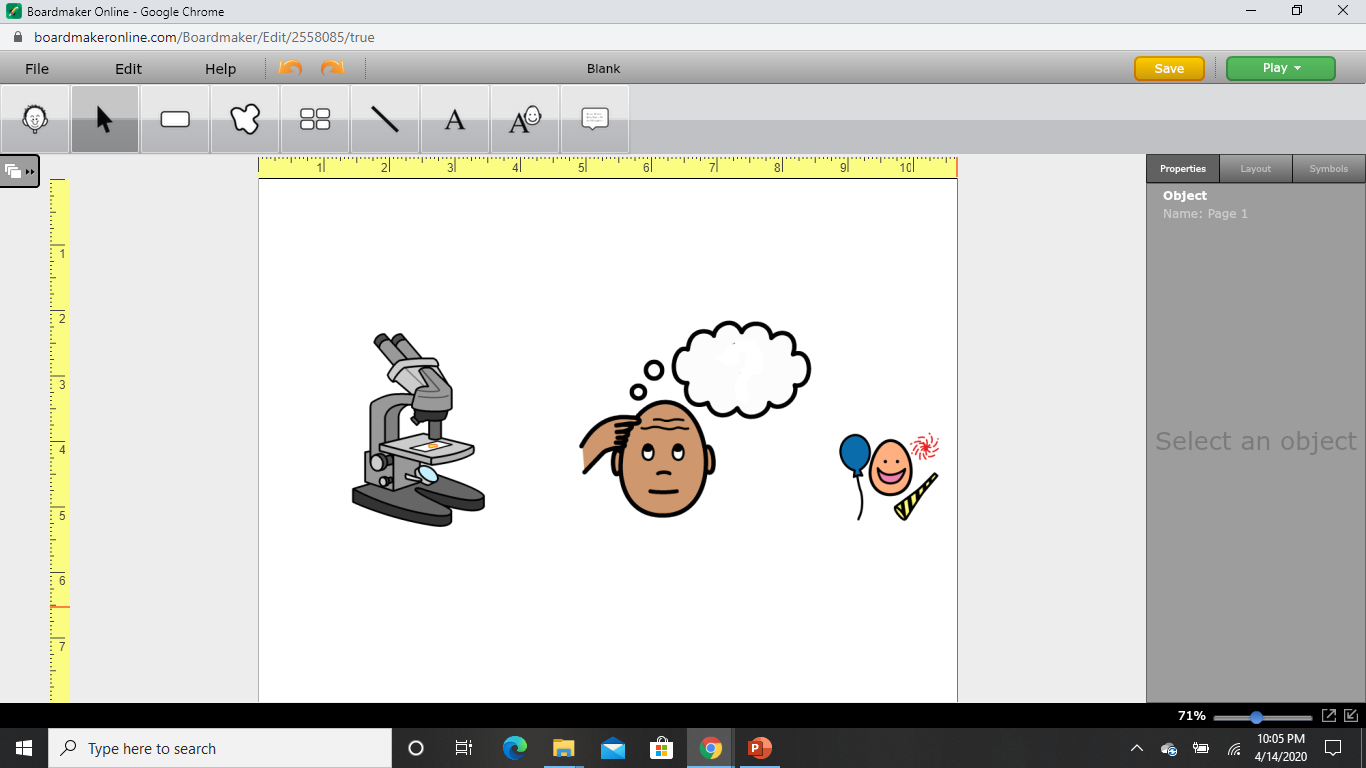 Boardmaker Online - Google Chrome
boardmakeronline.com/Boardmaker/Edit/2558085/true
File Edit Help Blank Save Play
A A
1 2 3 4 5 6 7 8 9 10
Properties Layout Symbols
Object
Name: Page 1
1
2
3
4
5
6
7
Select an object
71%
Type here to search
10:05 PM
4/14/2020